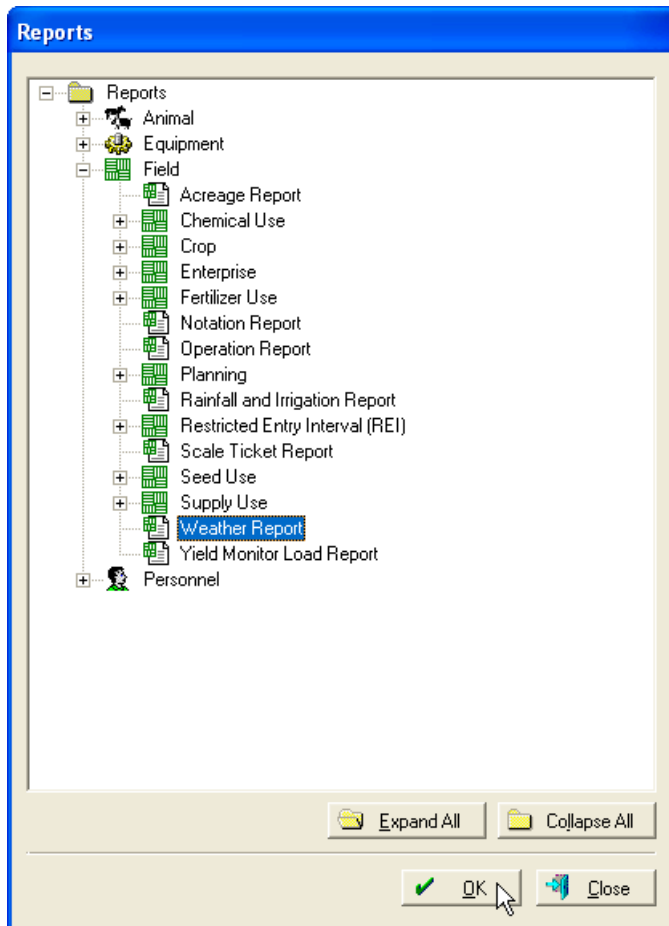 Reports
Reports
Animal
Equipment
Field
Acreage Report
Chemical Use
Crop
Enterprise
Fertilizer Use
Notation Report
Operation Report
Planning
Rainfall and Irrigation Report
Restricted Entry Interval (REI)
Scale Ticket Report
Seed Use
Supply Use
Weather Report
Yield Monitor Load Report
Personnel
Expand All Collapse All
OK Close